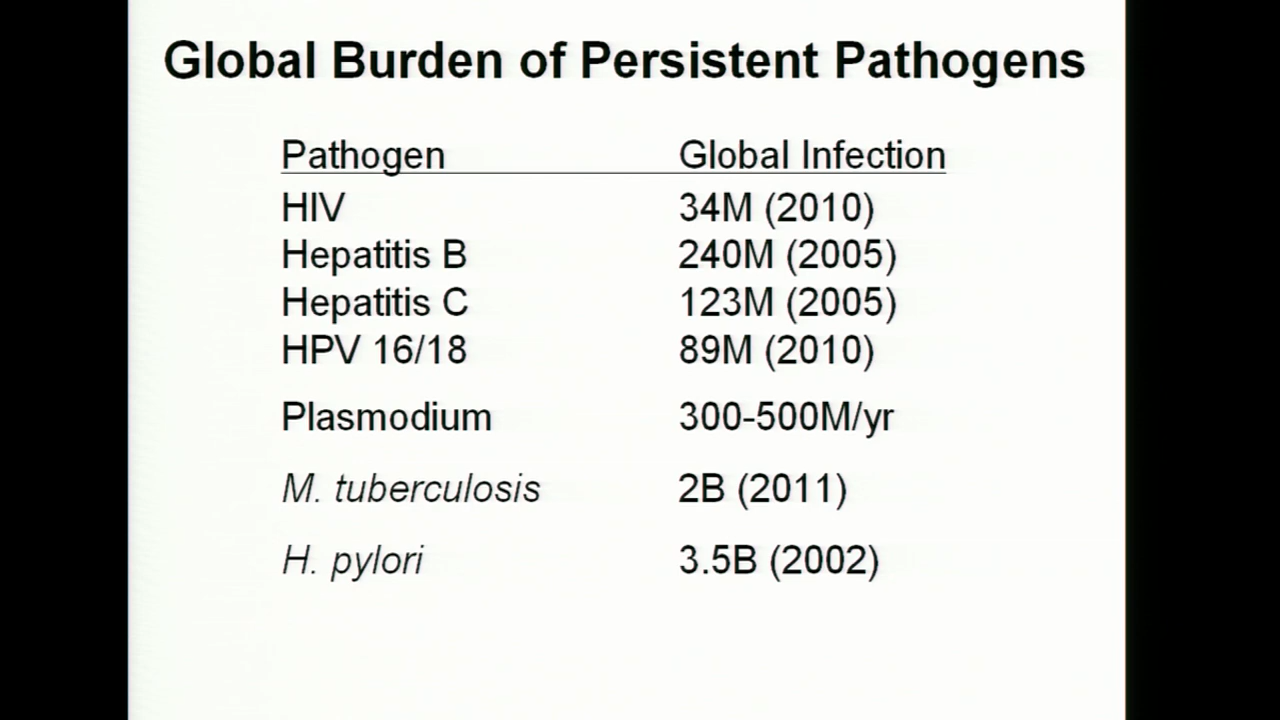 Global Burden of Persistent Pathogens
Pathogen Global Infection
HIV 34M (2010)
Hepatitis B 240M (2005)
Hepatitis C 123M (2005)
HPV 16/18 89M (2010)
Plasmodium 300-500M/yr
M. tuberculosis 2B (2011)
H. pylori 3.5B (2002)